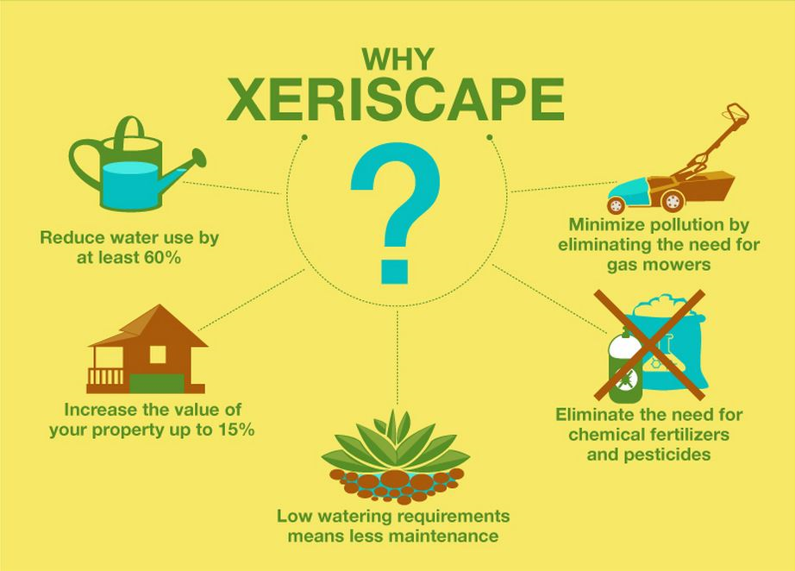 WHY
XERISCAPE
?
Reduce water use by
at least 60%
Minimize pollution by
eliminating the need for
gas mowers
Increase the value of
your property up to 15%
Eliminate the need for
chemical fertilizers
and pesticides
Low watering requirements
means less maintenance